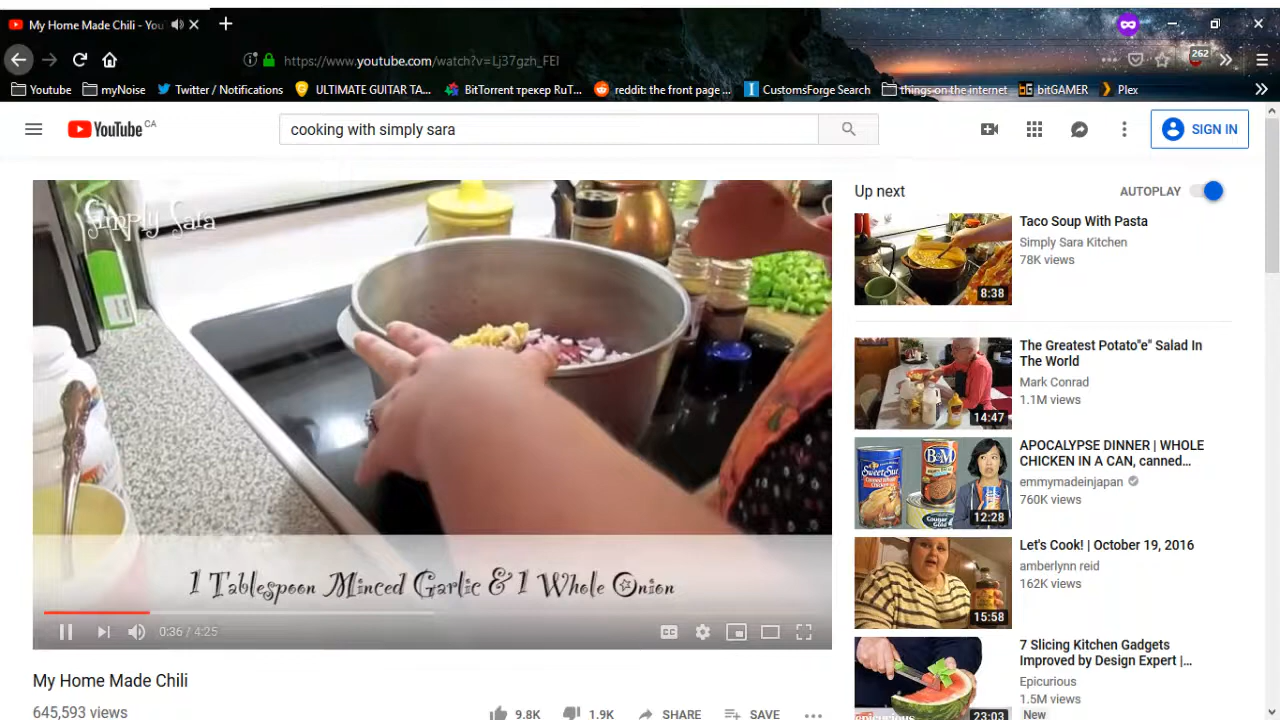 My Home Made Chili - You
262
https://www.youtube.com/watch?v=Lj37gzh_FEI
Youtube myNoise Twitter / Notifications ULTIMATE GUITAR TA... BitTorrent трекер RuT... reddit: the front page ... CustomsForge Search things on the internet bitGAMER Plex
YouTube CA
cooking with simply sara
SIGN IN
Simply Sara
1 Tablespoon Minced Garlic & 1 Whole Onion
0:36 / 4:25
CC
My Home Made Chili
645,593 views
9.8K 1.9K SHARE SAVE
Up next AUTOPLAY
Taco Soup With Pasta
Simply Sara Kitchen
78K views
8:38
The Greatest Potato"e" Salad In
The World
Mark Conrad
1.1M views
14:47
APOCALYPSE DINNER | WHOLE
CHICKEN IN A CAN, canned...
emmymadeinjapan
760K views
12:28
Sweet Sue
B&M
Cougar Gold
Let's Cook! | October 19, 2016
amberlynn reid
162K views
15:58
7 Slicing Kitchen Gadgets
Improved by Design Expert |...
Epicurious
1.5M views
New
23:03